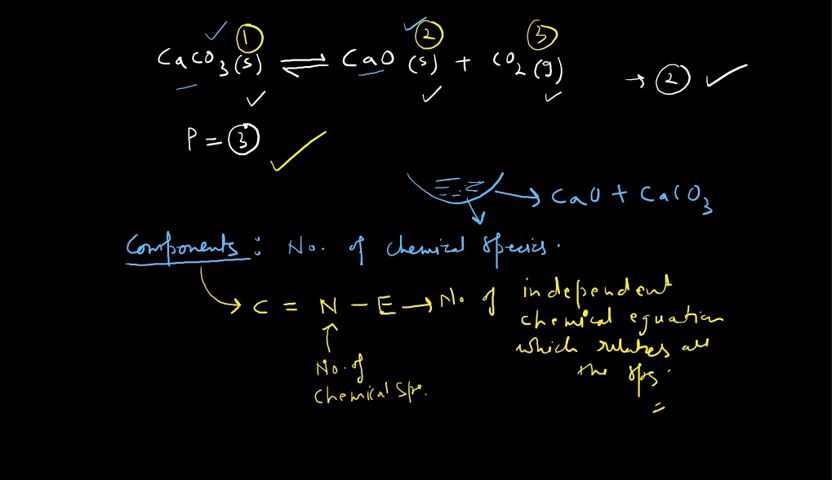 ① ② ③
CaCO₃(s) ⇌ CaO (s) + CO₂(g) → ② ✓
P = ③ ✓
→ CaO + CaCO₃
Components : No. of chemical species.
C = N − E → No. of independent
chemical equation
which relates all
the sps.
No. of
Chemical Spe.